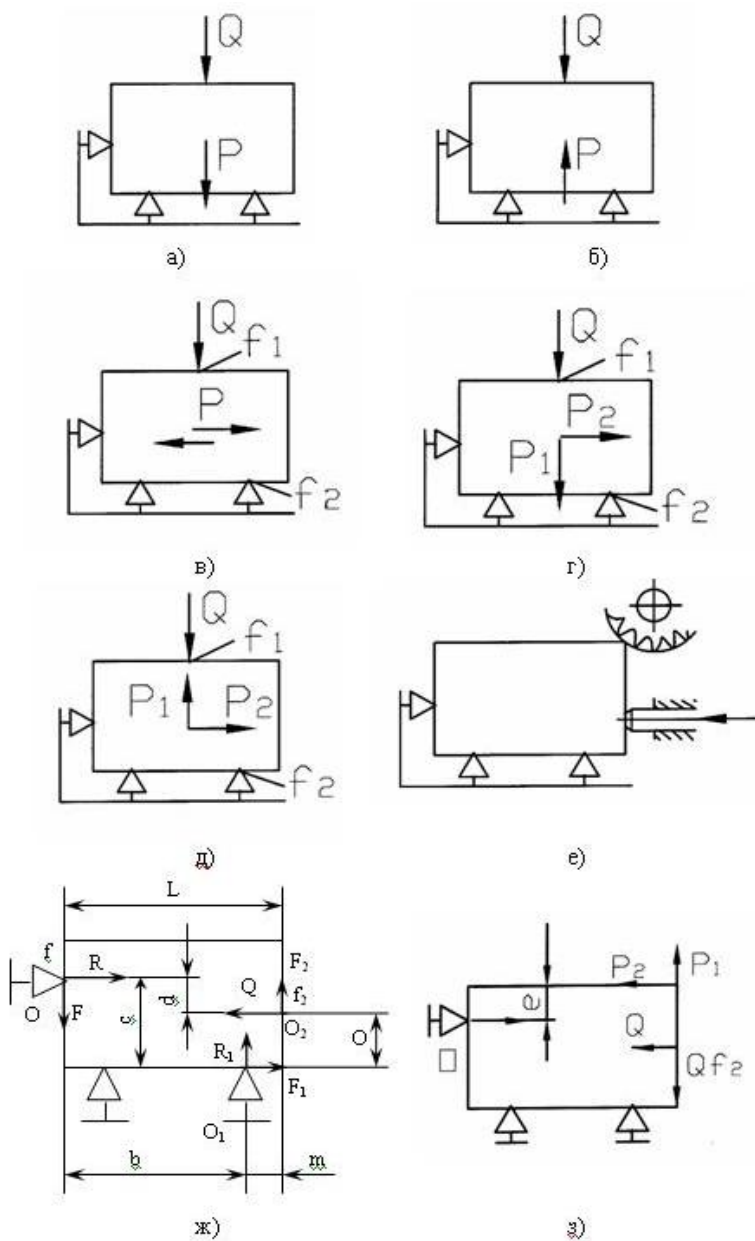 Q
P
а)
Q
P
б)
Q
f1
P
f2
в)
Q
f1
P2
P1
f2
г)
Q
f1
P1
P2
f2
д)
е)
L
f
R
F2
Q
f2
O
F
c
d
O2
O
R1
F1
O1
b
m
ж)
P2
P1
e
Q
Qf2
з)